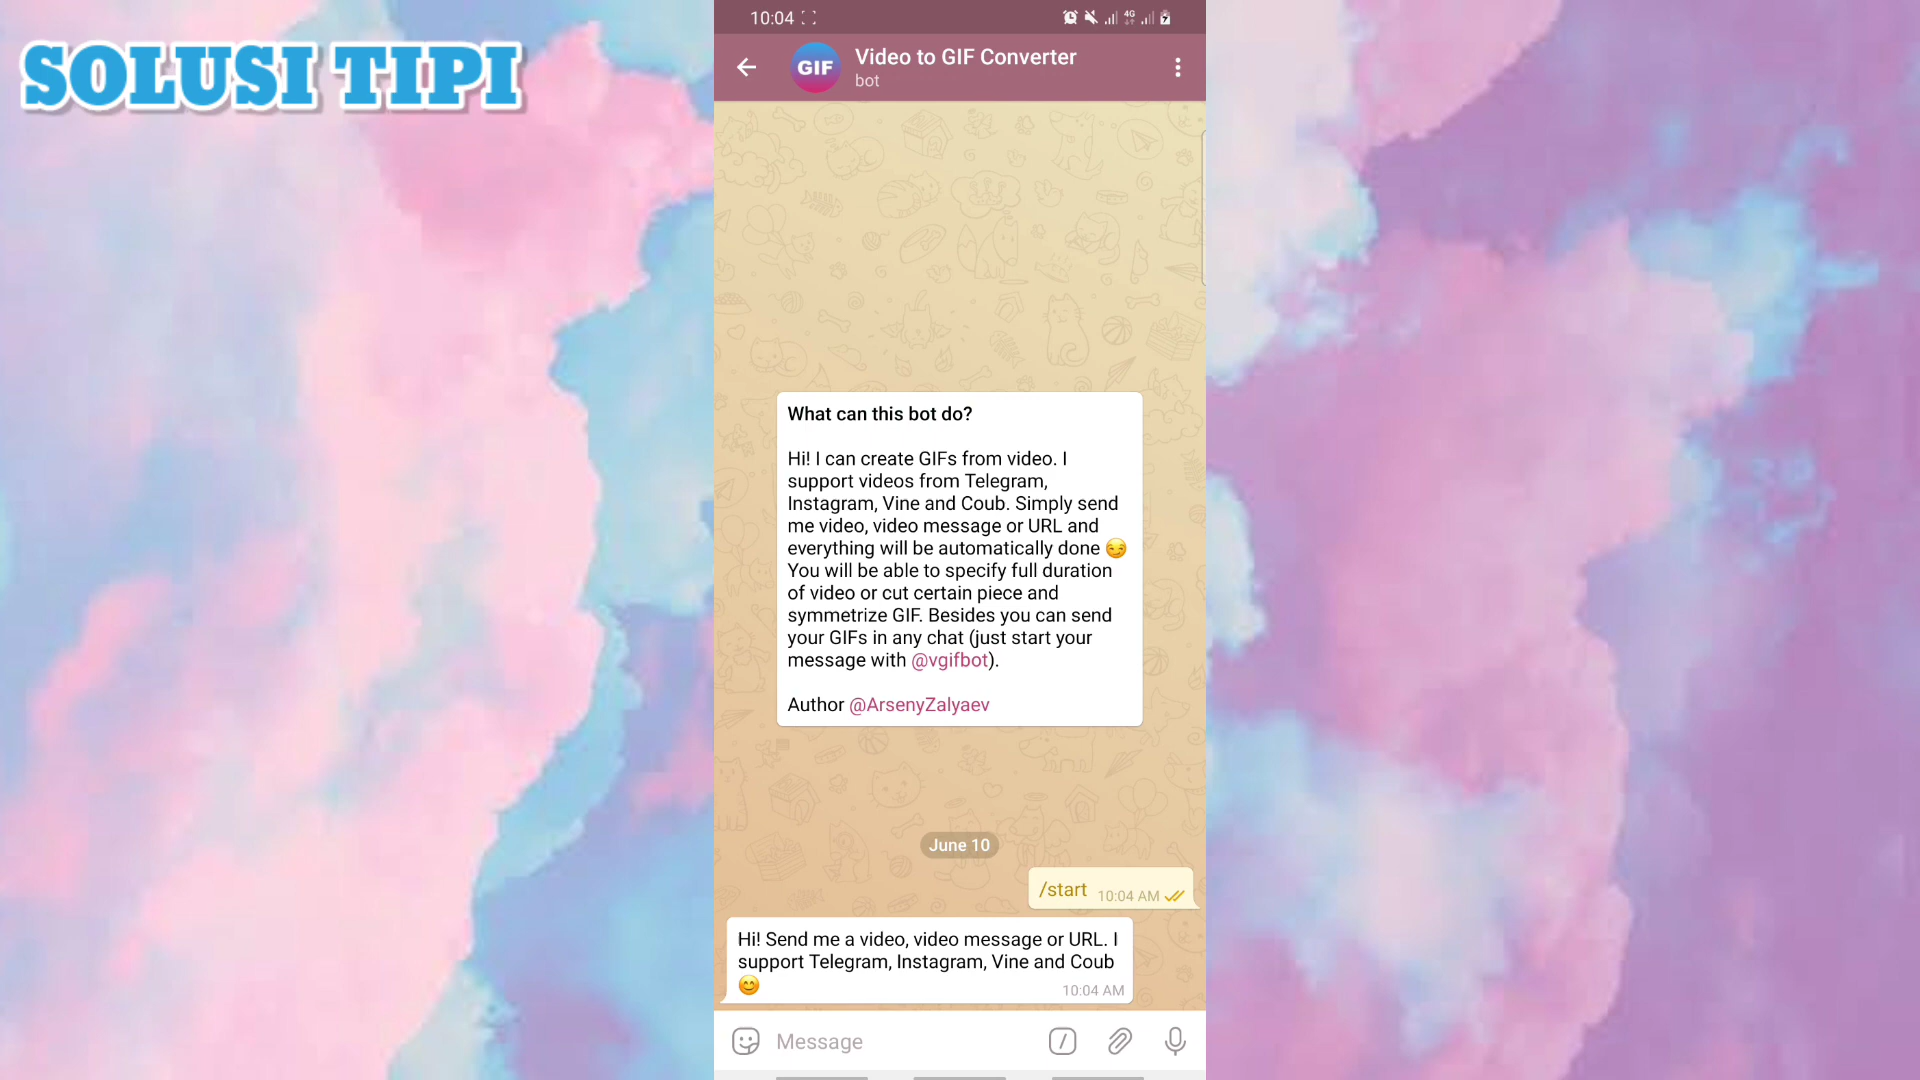 SOLUSI TIPI
10:04
4G
GIF
Video to GIF Converter
bot
What can this bot do?
Hi! I can create GIFs from video. I
support videos from Telegram,
Instagram, Vine and Coub. Simply send
me video, video message or URL and
everything will be automatically done 😏
You will be able to specify full duration
of video or cut certain piece and
symmetrize GIF. Besides you can send
your GIFs in any chat (just start your
message with @vgifbot).
Author @ArsenyZalyaev
June 10
/start 10:04 AM
Hi! Send me a video, video message or URL. I
support Telegram, Instagram, Vine and Coub
😊
10:04 AM
Message